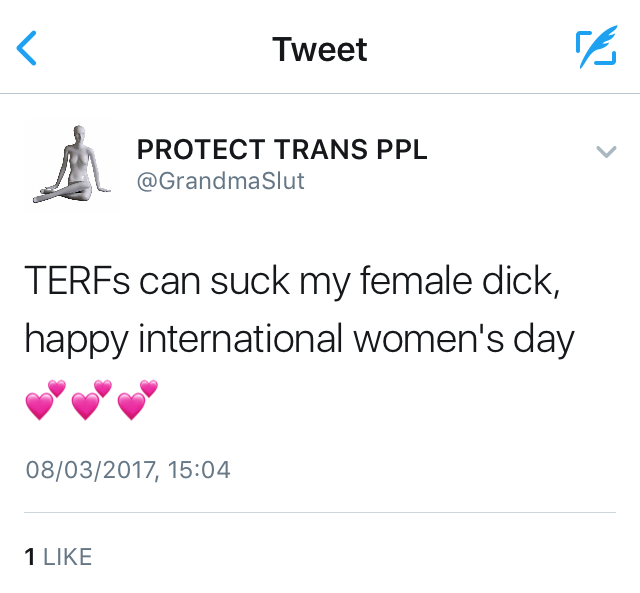 Tweet
PROTECT TRANS PPL
@GrandmaSlut
TERFs can suck my female dick,
happy international women's day
💕💕💕
08/03/2017, 15:04
1 LIKE